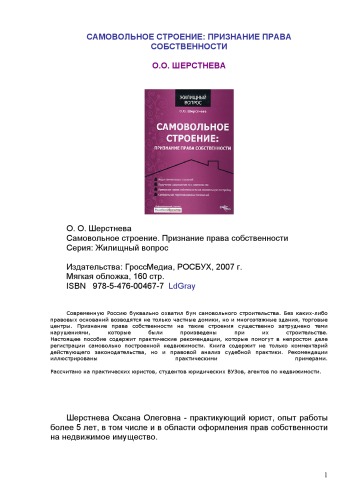 САМОВОЛЬНОЕ СТРОЕНИЕ: ПРИЗНАНИЕ ПРАВА
СОБСТВЕННОСТИ
О.О. ШЕРСТНЕВА
ЖИЛИЩНЫЙ
ВОПРОС
О.О. Шерстнева
САМОВОЛЬНОЕ
СТРОЕНИЕ:
ПРИЗНАНИЕ ПРАВА СОБСТВЕННОСТИ
О. О. Шерстнева
Самовольное строение. Признание права собственности
Серия: Жилищный вопрос
Издательства: ГроссМедиа, РОСБУХ, 2007 г.
Мягкая обложка, 160 стр.
ISBN 978-5-476-00467-7 LdGray
Современную Россию буквально охватил бум самовольного строительства. Без каких-либо
правовых оснований возводятся не только частные домики, но и многоэтажные здания, торговые
центры. Признание права собственности на такие строения существенно затруднено теми
нарушениями, которые были произведены при их строительстве.
Настоящее пособие содержит практические рекомендации, которые помогут в непростом деле
регистрации самовольно построенной недвижимости. Книга содержит не только комментарий
действующего законодательства, но и правовой анализ судебной практики. Рекомендации
иллюстрированы практическими примерами.
Рассчитано на практических юристов, студентов юридических ВУЗов, агентов по недвижимости.
Шерстнева Оксана Олеговна - практикующий юрист, опыт работы
более 5 лет, в том числе и в области оформления прав собственности
на недвижимое имущество.
1